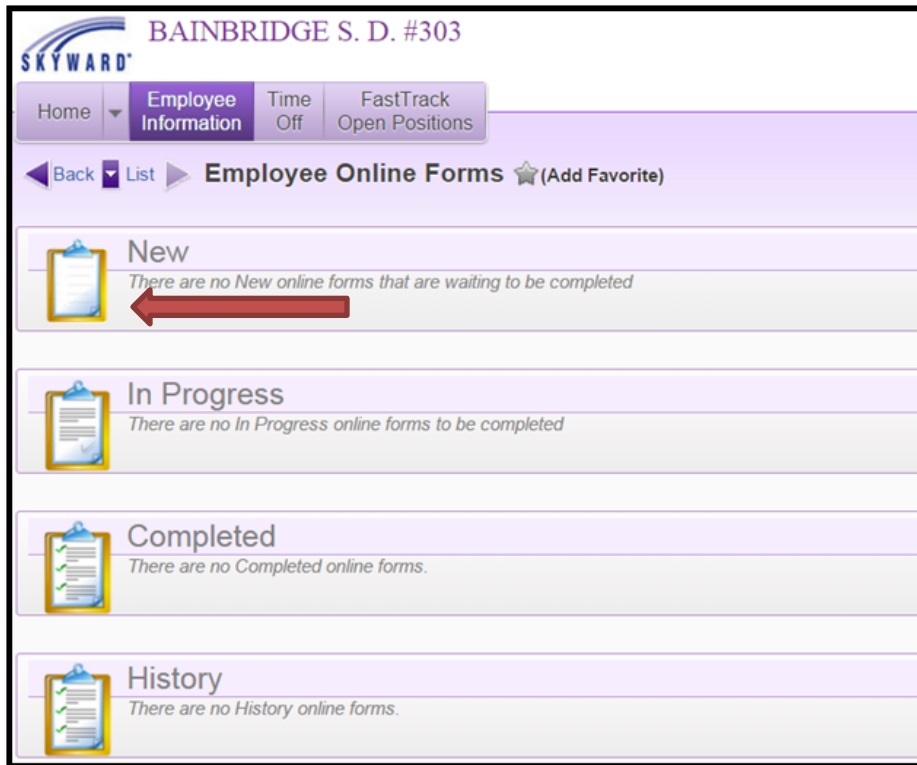 BAINBRIDGE S. D. #303
SKYWARD
Home Employee Information Time Off FastTrack Open Positions
Back List Employee Online Forms (Add Favorite)
New
There are no New online forms that are waiting to be completed
In Progress
There are no In Progress online forms to be completed
Completed
There are no Completed online forms.
History
There are no History online forms.